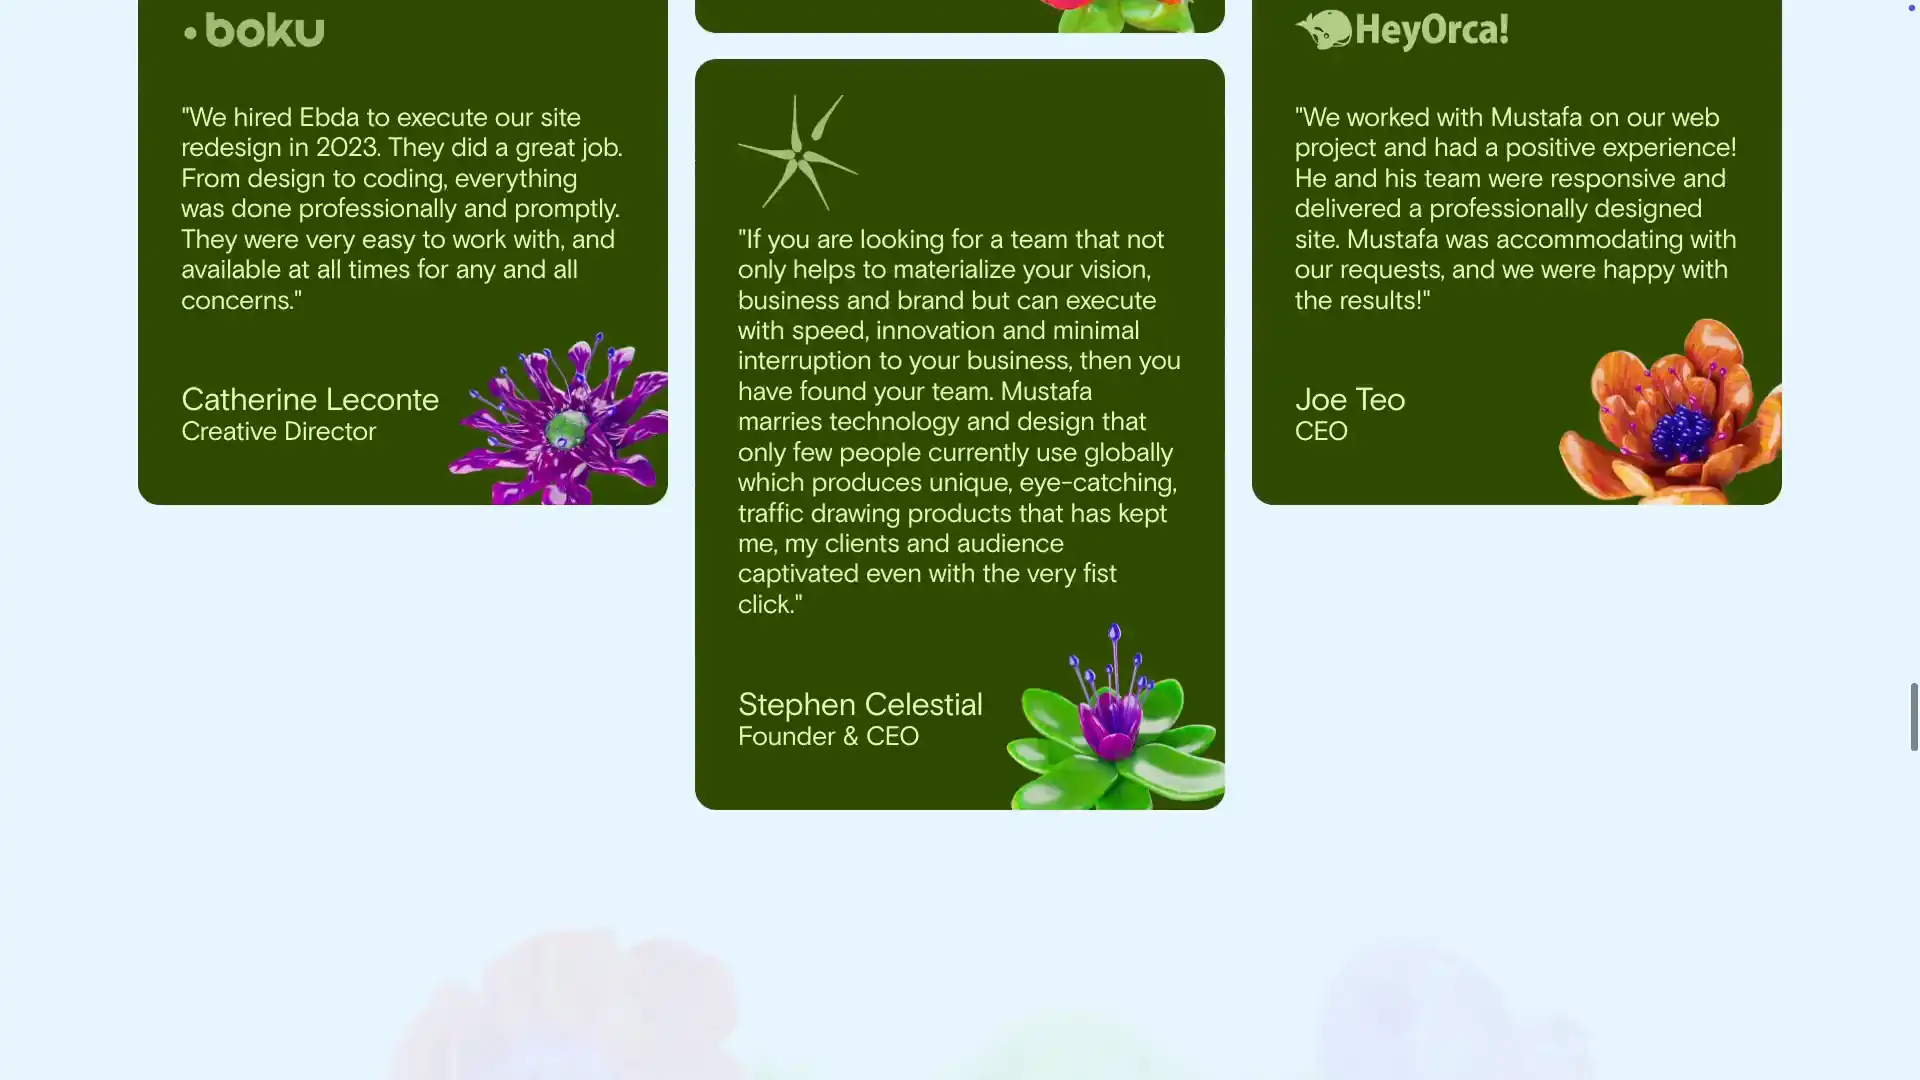 boku
"We hired Ebda to execute our site
redesign in 2023. They did a great job.
From design to coding, everything
was done professionally and promptly.
They were very easy to work with, and
available at all times for any and all
concerns."
Catherine Leconte
Creative Director
"If you are looking for a team that not
only helps to materialize your vision,
business and brand but can execute
with speed, innovation and minimal
interruption to your business, then you
have found your team. Mustafa
marries technology and design that
only few people currently use globally
which produces unique, eye-catching,
traffic drawing products that has kept
me, my clients and audience
captivated even with the very fist
click."
Stephen Celestial
Founder & CEO
HeyOrca!
"We worked with Mustafa on our web
project and had a positive experience!
He and his team were responsive and
delivered a professionally designed
site. Mustafa was accommodating with
our requests, and we were happy with
the results!"
Joe Teo
CEO